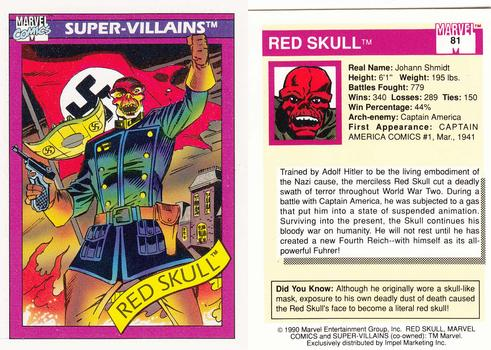 MARVEL
COMICS
SUPER-VILLAINS™
RED SKULL™
MARVEL
81
RED SKULL™
Real Name: Johann Shmidt
Height: 6'1" Weight: 195 lbs.
Battles Fought: 779
Wins: 340 Losses: 289 Ties: 150
Win Percentage: 44%
Arch-enemy: Captain America
First Appearance: CAPTAIN
AMERICA COMICS #1, Mar., 1941
Trained by Adolf Hitler to be the living embodiment of
the Nazi cause, the merciless Red Skull cut a deadly
swath of terror throughout World War Two. During a
battle with Captain America, he was subjected to a gas
that put him into a state of suspended animation.
Surviving into the present, the Skull continues his
bloody war on humanity. He will not rest until he has
created a new Fourth Reich--with himself as its all-
powerful Fuhrer!
Did You Know: Although he originally wore a skull-like
mask, exposure to his own deadly dust of death caused
the Red Skull's face to become a literal red skull!
© 1990 Marvel Entertainment Group, Inc. RED SKULL, MARVEL
COMICS and SUPER-VILLAINS (co-owned): TM Marvel.
Exclusively distributed by Impel Marketing Inc.